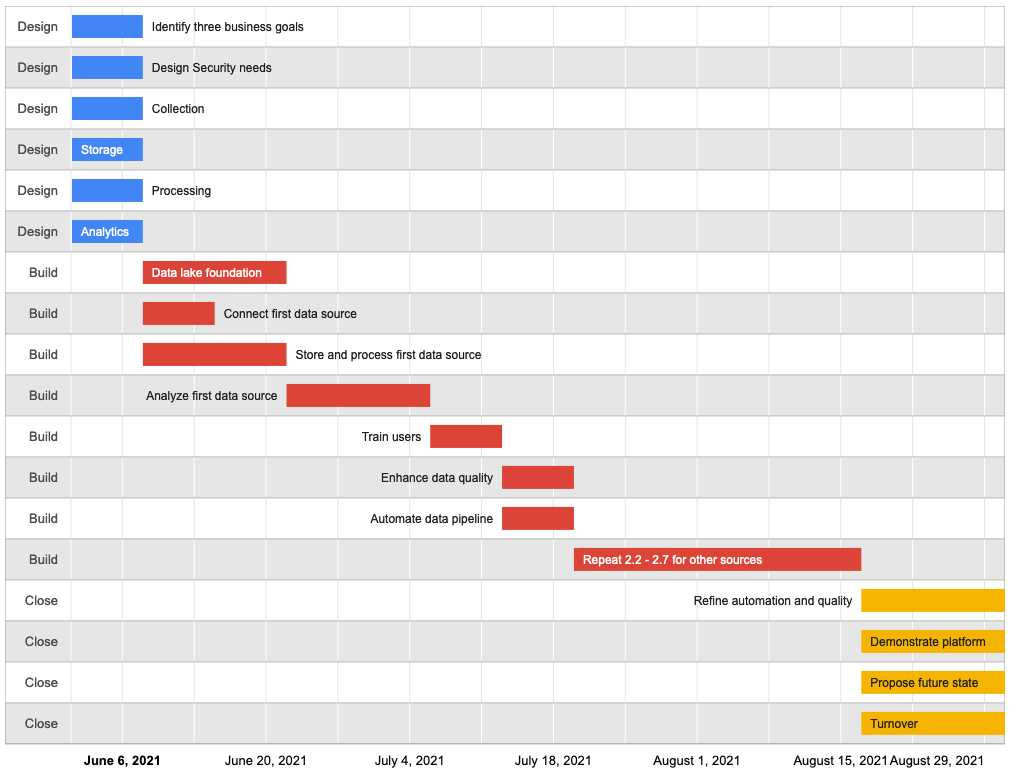 Design Identify three business goals
Design Design Security needs
Design Collection
Design Storage
Design Processing
Design Analytics
Build Data lake foundation
Build Connect first data source
Build Store and process first data source
Build Analyze first data source
Build Train users
Build Enhance data quality
Build Automate data pipeline
Build Repeat 2.2 - 2.7 for other sources
Close Refine automation and quality
Close Demonstrate platform
Close Propose future state
Close Turnover
June 6, 2021 June 20, 2021 July 4, 2021 July 18, 2021 August 1, 2021 August 15, 2021 August 29, 2021